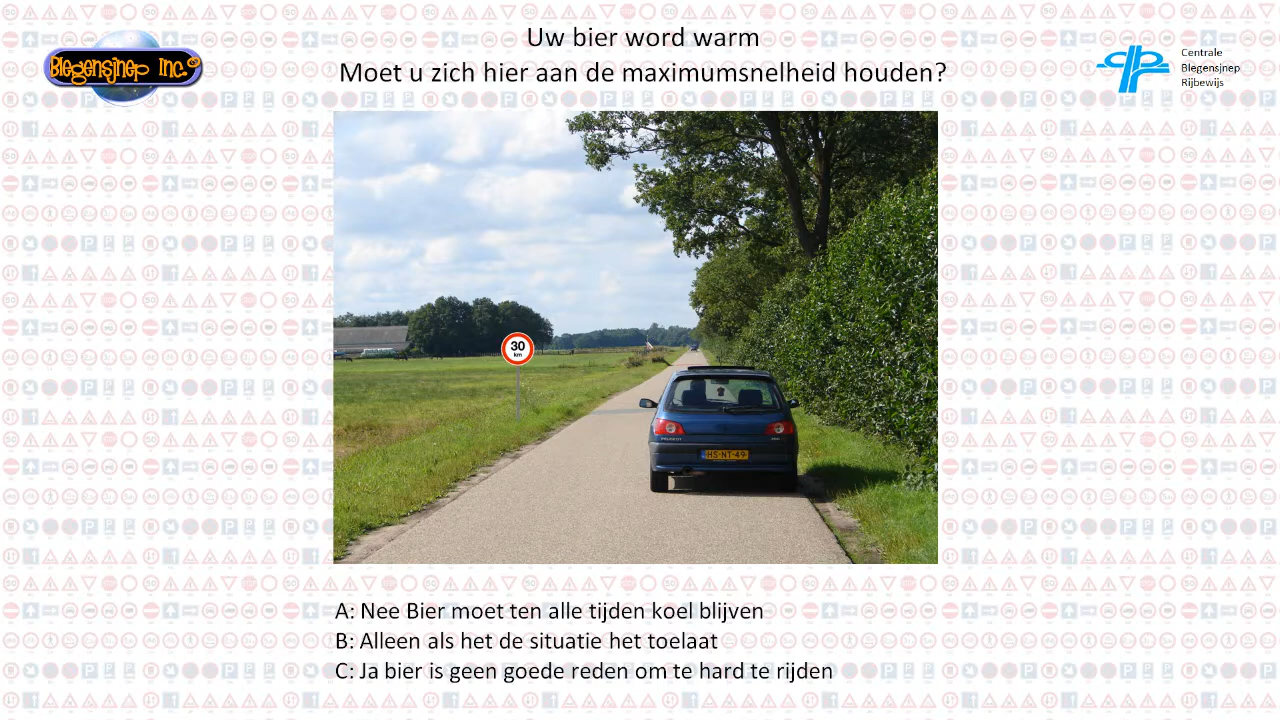 Uw bier word warm
Blegensjnep Inc.©
Moet u zich hier aan de maximumsnelheid houden?
Centrale
Blegensjnep
Rijbewijs
30
km
PEUGEOT
HS-NT-49
A: Nee Bier moet ten alle tijden koel blijven
B: Alleen als het de situatie het toelaat
C: Ja bier is geen goede reden om te hard te rijden